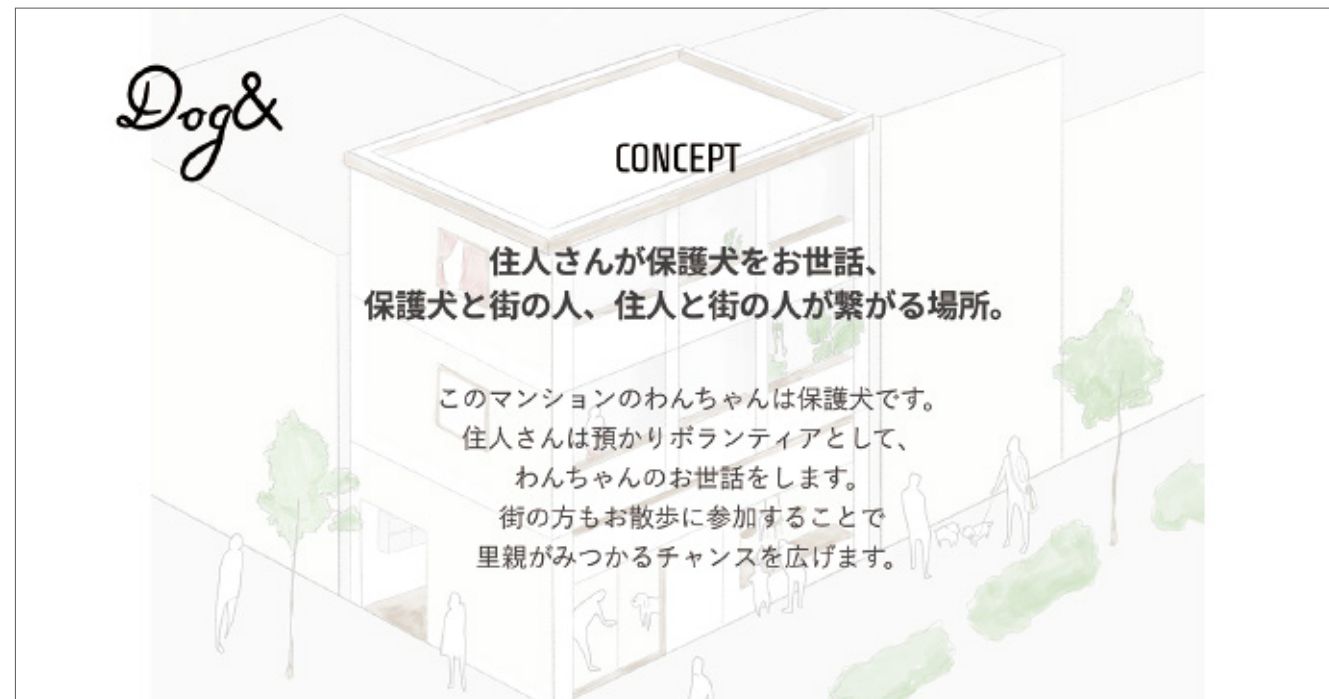 Dog&
CONCEPT
住人さんが保護犬をお世話、
保護犬と街の人、住人と街の人が繋がる場所。
このマンションのわんちゃんは保護犬です。
住人さんは預かりボランティアとして、
わんちゃんのお世話をします。
街の方もお散歩に参加することで
里親がみつかるチャンスを広げます。